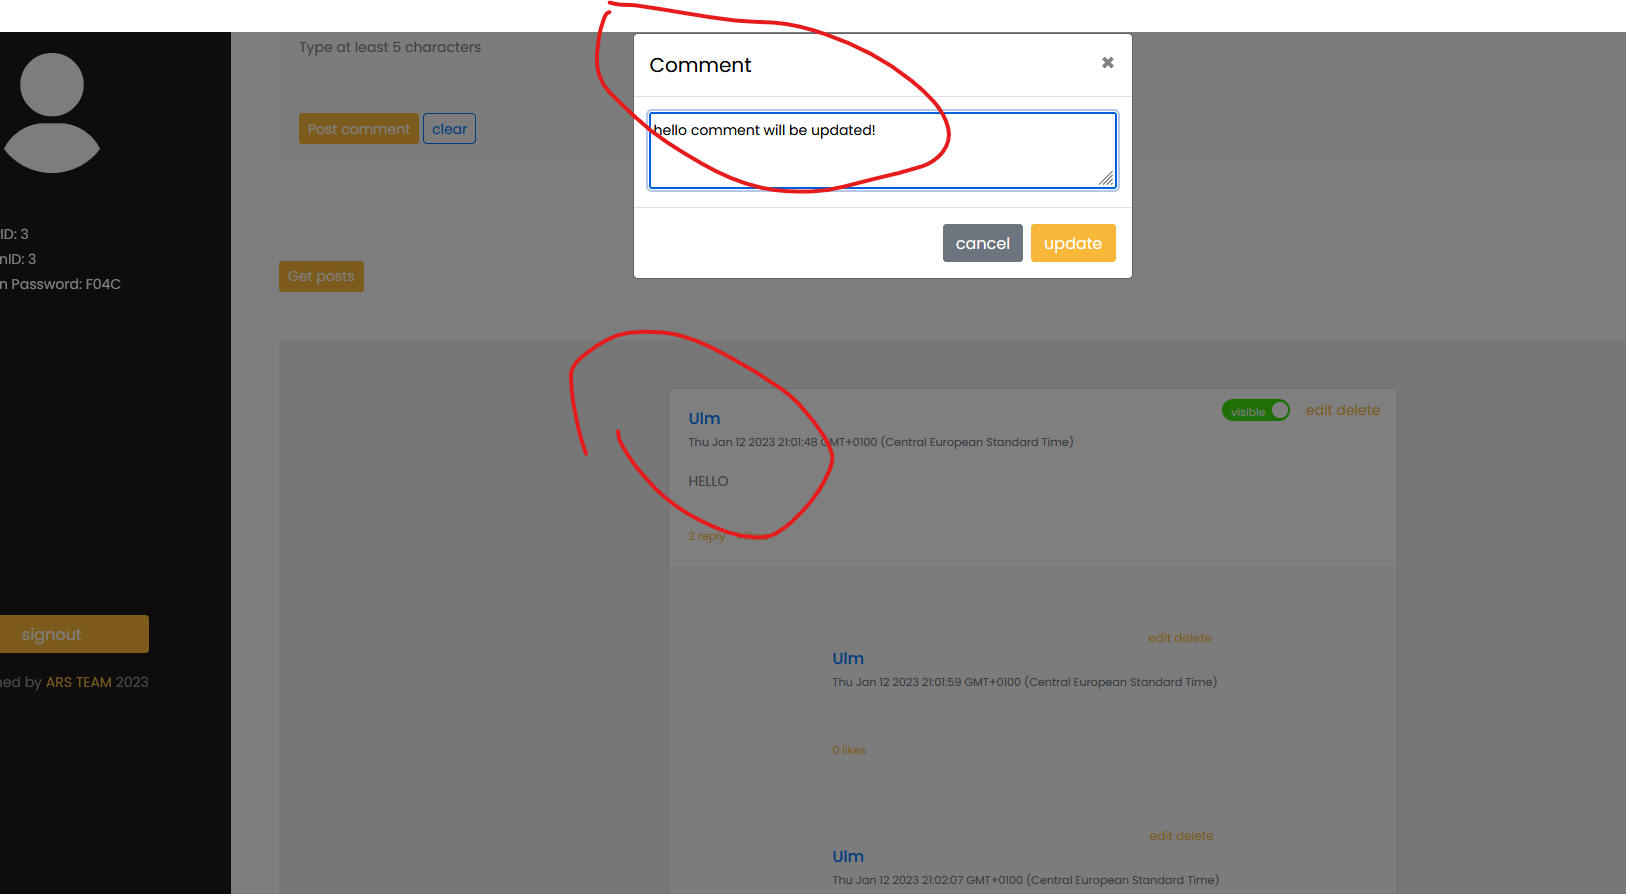 Type at least 5 characters
Post comment clear
Comment ✖
hello comment will be updated!
cancel update
ID: 3
nID: 3
n Password: F04C
Get posts
Ulm
visible edit delete
Thu Jan 12 2023 21:01:48 GMT+0100 (Central European Standard Time)
HELLO
2 reply 1 likes
edit delete
Ulm
Thu Jan 12 2023 21:01:59 GMT+0100 (Central European Standard Time)
0 likes
edit delete
Ulm
Thu Jan 12 2023 21:02:07 GMT+0100 (Central European Standard Time)
signout
ned by ARS TEAM 2023